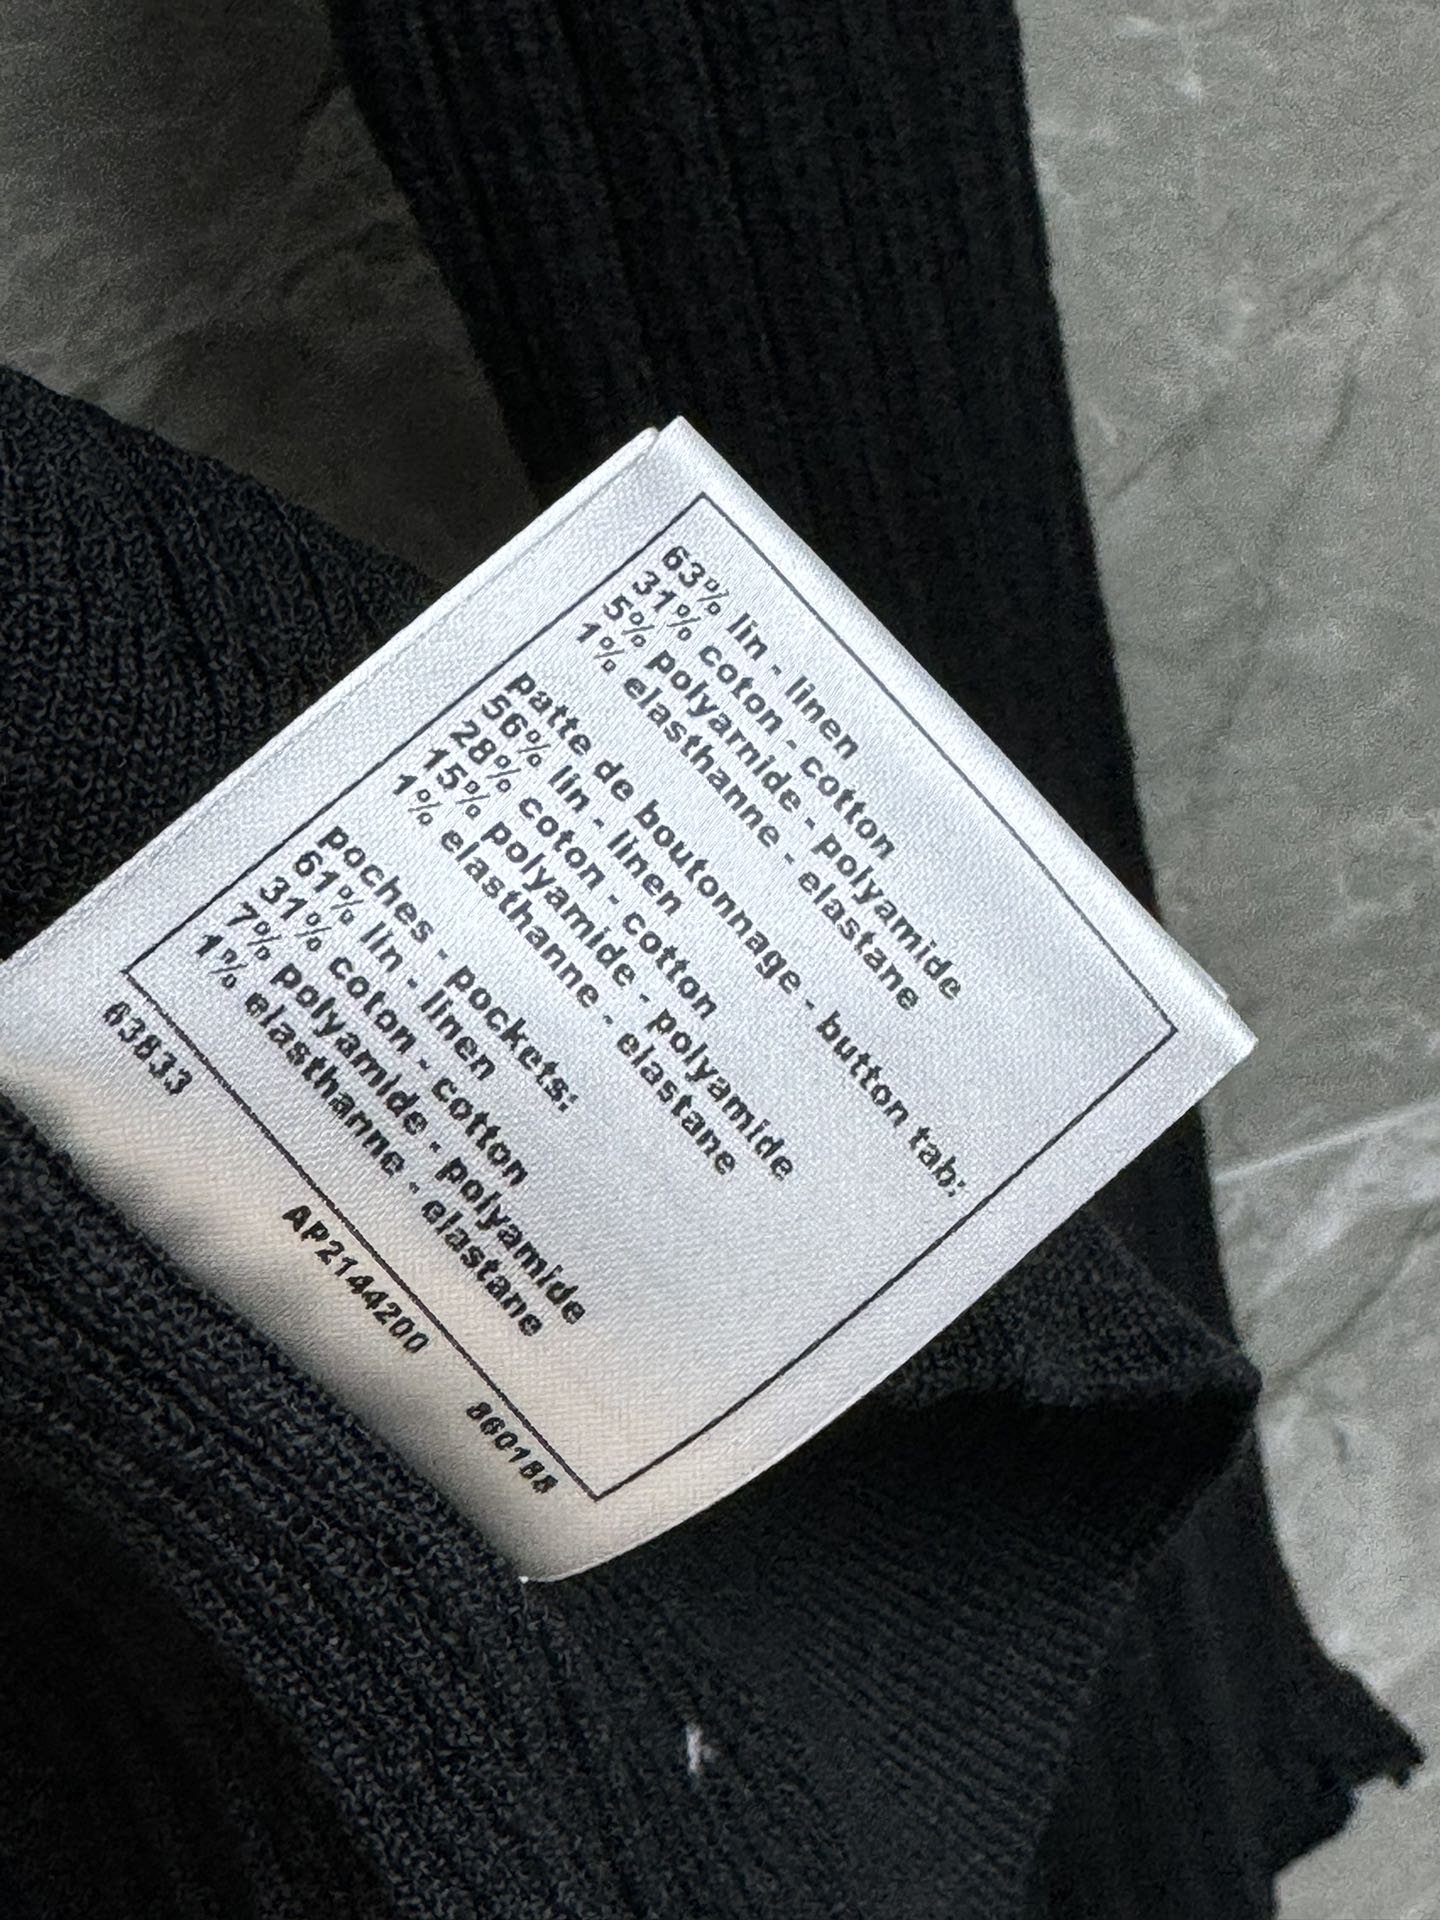 63% lin - linen
31% coton - cotton
5% polyamide - polyamide
1% elasthanne - elastane
patte de boutonnage - button tab:
56% lin - linen
28% coton - cotton
15% polyamide - polyamide
1% elasthanne - elastane
poches - pockets:
61% lin - linen
31% coton - cotton
7% polyamide - polyamide
1% elasthanne - elastane
63833 AP2144200 860188